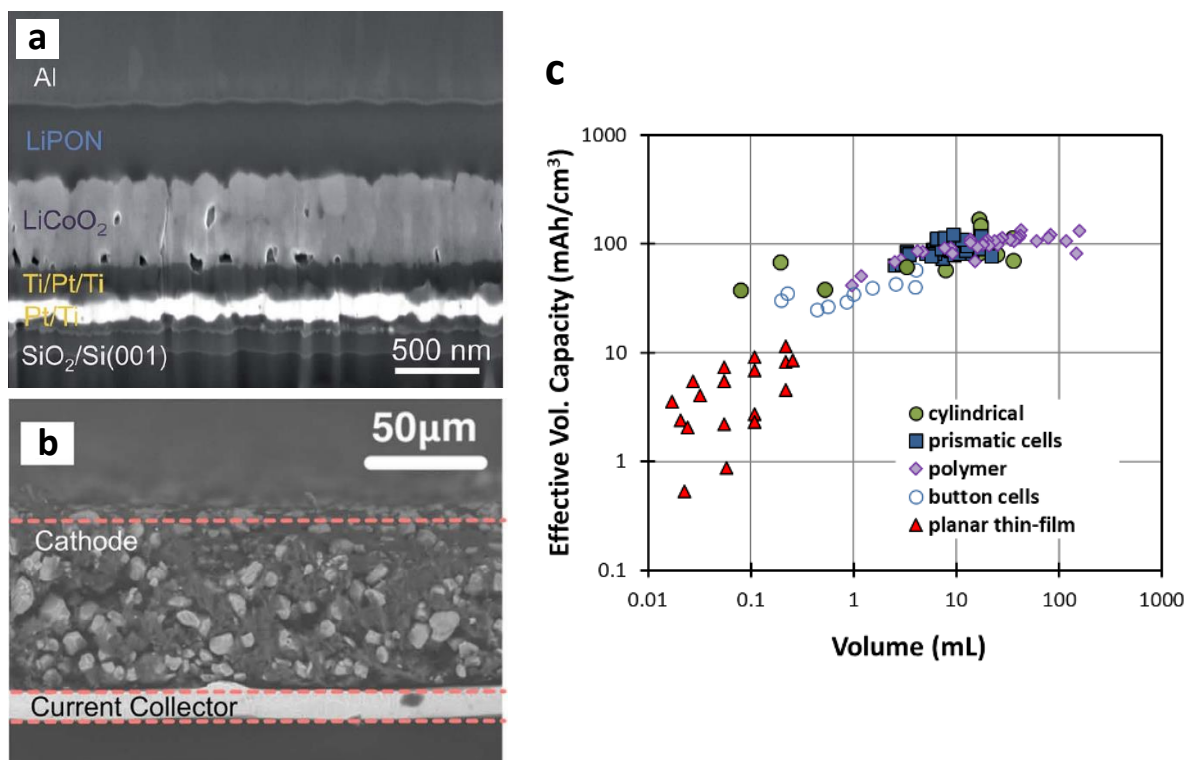 a
Al
LiPON
LiCoO₂
Ti/Pt/Ti
Pt/Ti
SiO₂/Si(001)
500 nm
b
50μm
Cathode
Current Collector
c
Effective Vol. Capacity (mAh/cm³)
1000
100
10
1
0.1
0.01
0.1
1
10
100
1000
Volume (mL)
cylindrical
prismatic cells
polymer
button cells
planar thin-film